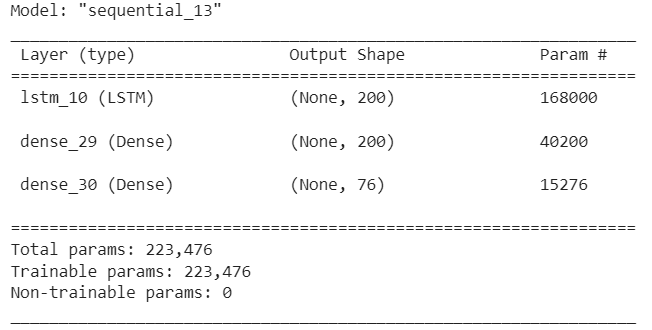 Model: "sequential_13"
Layer (type) Output Shape Param #
lstm_10 (LSTM) (None, 200) 168000
dense_29 (Dense) (None, 200) 40200
dense_30 (Dense) (None, 76) 15276
Total params: 223,476
Trainable params: 223,476
Non-trainable params: 0